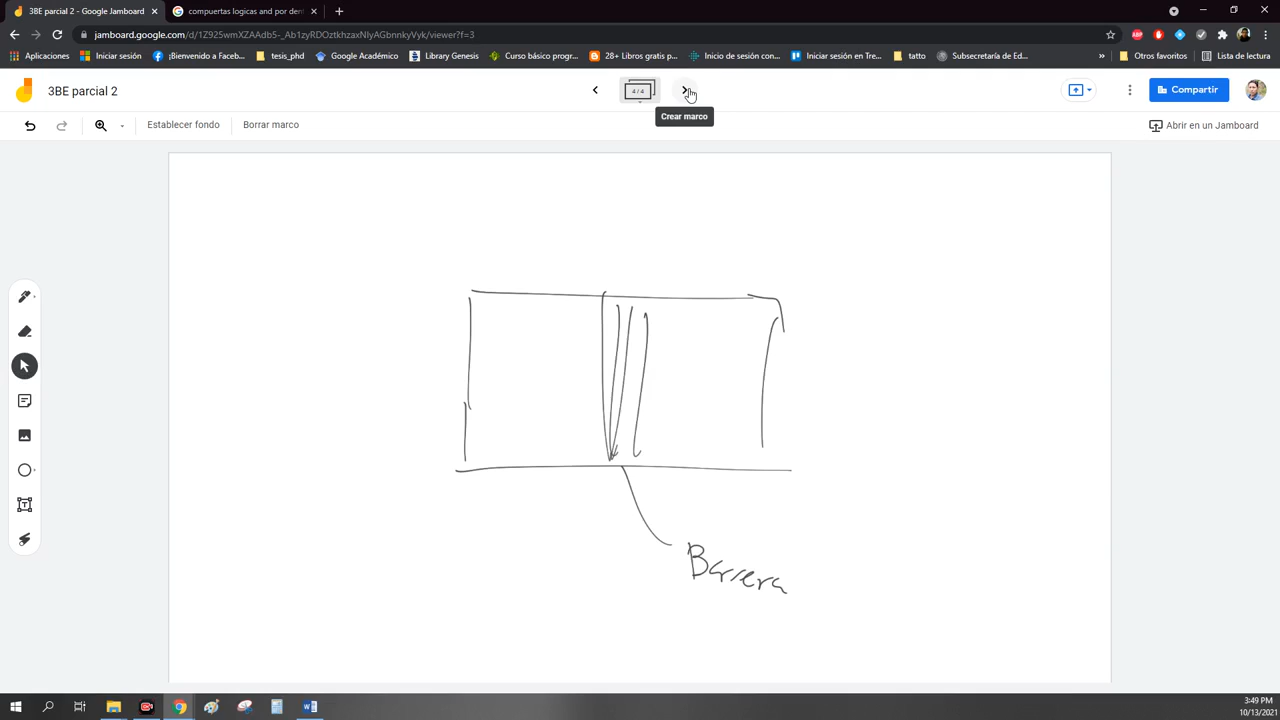 3BE parcial 2 - Google Jamboard
compuertas logicas and por dent
jamboard.google.com/d/1Z925wmXZAAdb5-_Ab1zyRDOztkhzaxNlyAGbnnkyVyk/viewer?f=3
ABP
Aplicaciones
Iniciar sesión
¡Bienvenido a Facebo...
tesis_phd
Google Académico
Library Genesis
Curso básico progr...
28+ Libros gratis p...
Inicio de sesión con...
Iniciar sesión en Tre...
tatto
Subsecretaría de Ed...
»
Otros favoritos
Lista de lectura
3BE parcial 2
4 / 4
Crear marco
Compartir
Establecer fondo
Borrar marco
Abrir en un Jamboard
Barrera
3:49 PM
10/13/2021